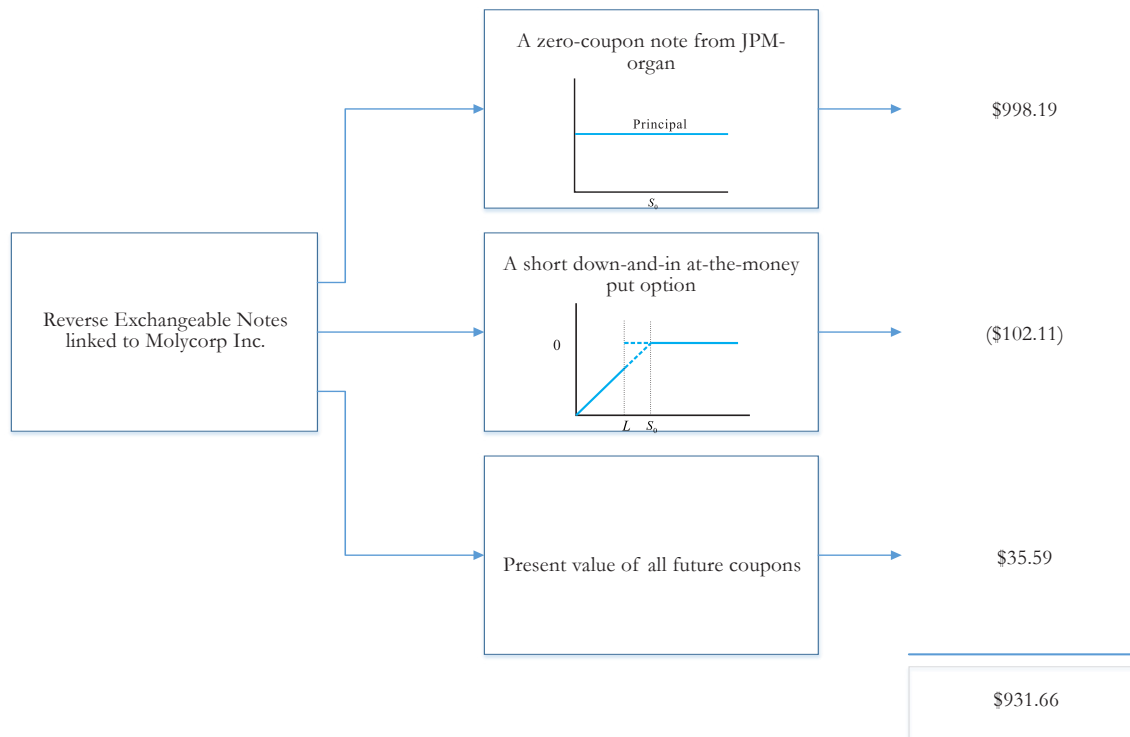 A zero-coupon note from JPM-
organ
Principal
S₀
$998.19
Reverse Exchangeable Notes
linked to Molycorp Inc.
A short down-and-in at-the-money
put option
0
L S₀
($102.11)
Present value of all future coupons
$35.59
$931.66